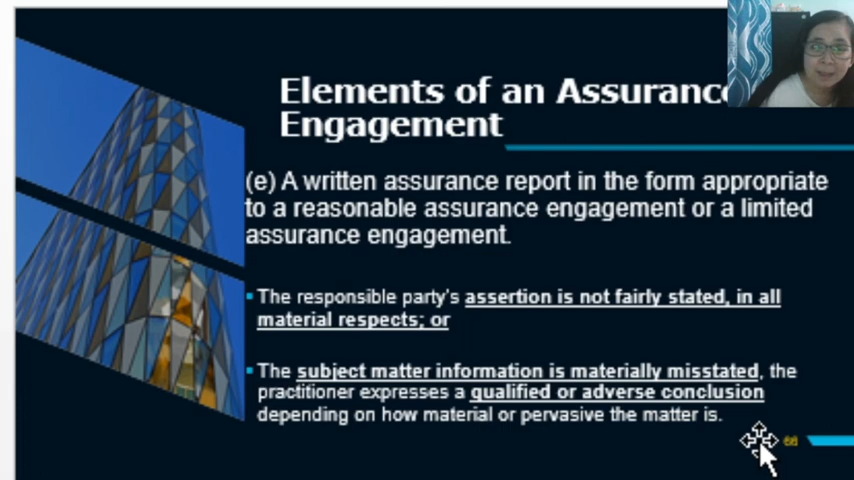 Elements of an Assurance
Engagement
(e) A written assurance report in the form appropriate
to a reasonable assurance engagement or a limited
assurance engagement.
The responsible party's assertion is not fairly stated, in all
material respects; or
The subject matter information is materially misstated, the
practitioner expresses a qualified or adverse conclusion
depending on how material or pervasive the matter is.
66